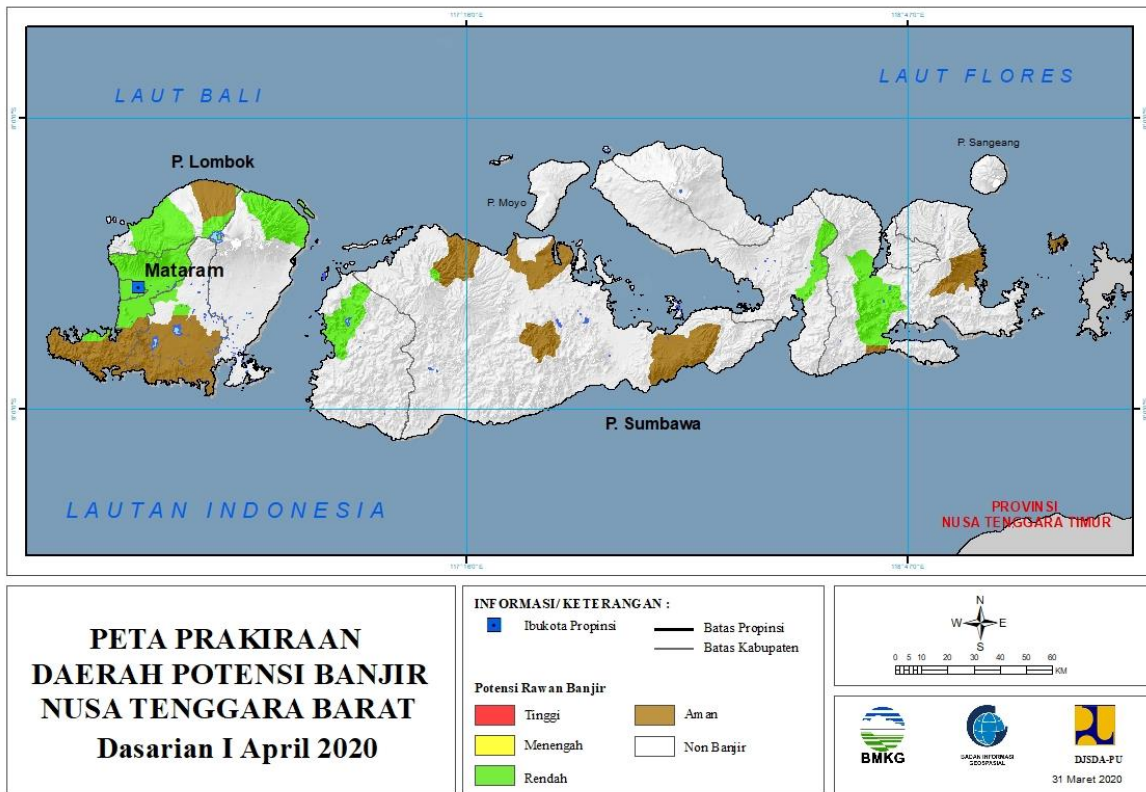 LAUT BALI
LAUT FLORES
P. Lombok
P. Sangeang
P. Moyo
Mataram
P. Sumbawa
LAUTAN INDONESIA
PROVINSI
NUSA TENGGARA TIMUR
PETA PRAKIRAAN
DAERAH POTENSI BANJIR
NUSA TENGGARA BARAT
Dasarian I April 2020
INFORMASI/ KETERANGAN :
Ibukota Propinsi
Batas Propinsi
Batas Kabupaten
Potensi Rawan Banjir
Tinggi
Menengah
Rendah
Aman
Non Banjir
N
W E
S
0 5 10 20 30 40 50 60
KM
BMKG
BADAN INFORMASI
GEOSPASIAL
DJSDA-PU
31 Maret 2020